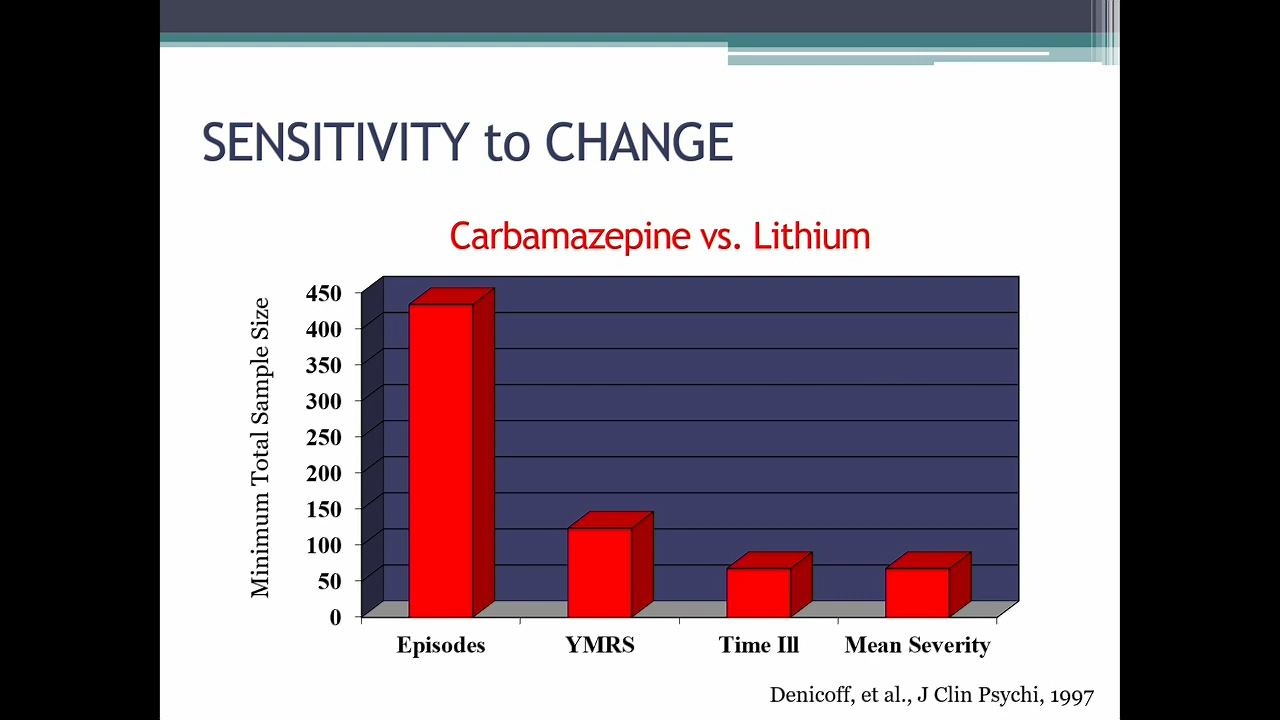 SENSITIVITY to CHANGE
Carbamazepine vs. Lithium
Minimum Total Sample Size
450
400
350
300
250
200
150
100
50
0
Episodes YMRS Time Ill Mean Severity
Denicoff, et al., J Clin Psychi, 1997